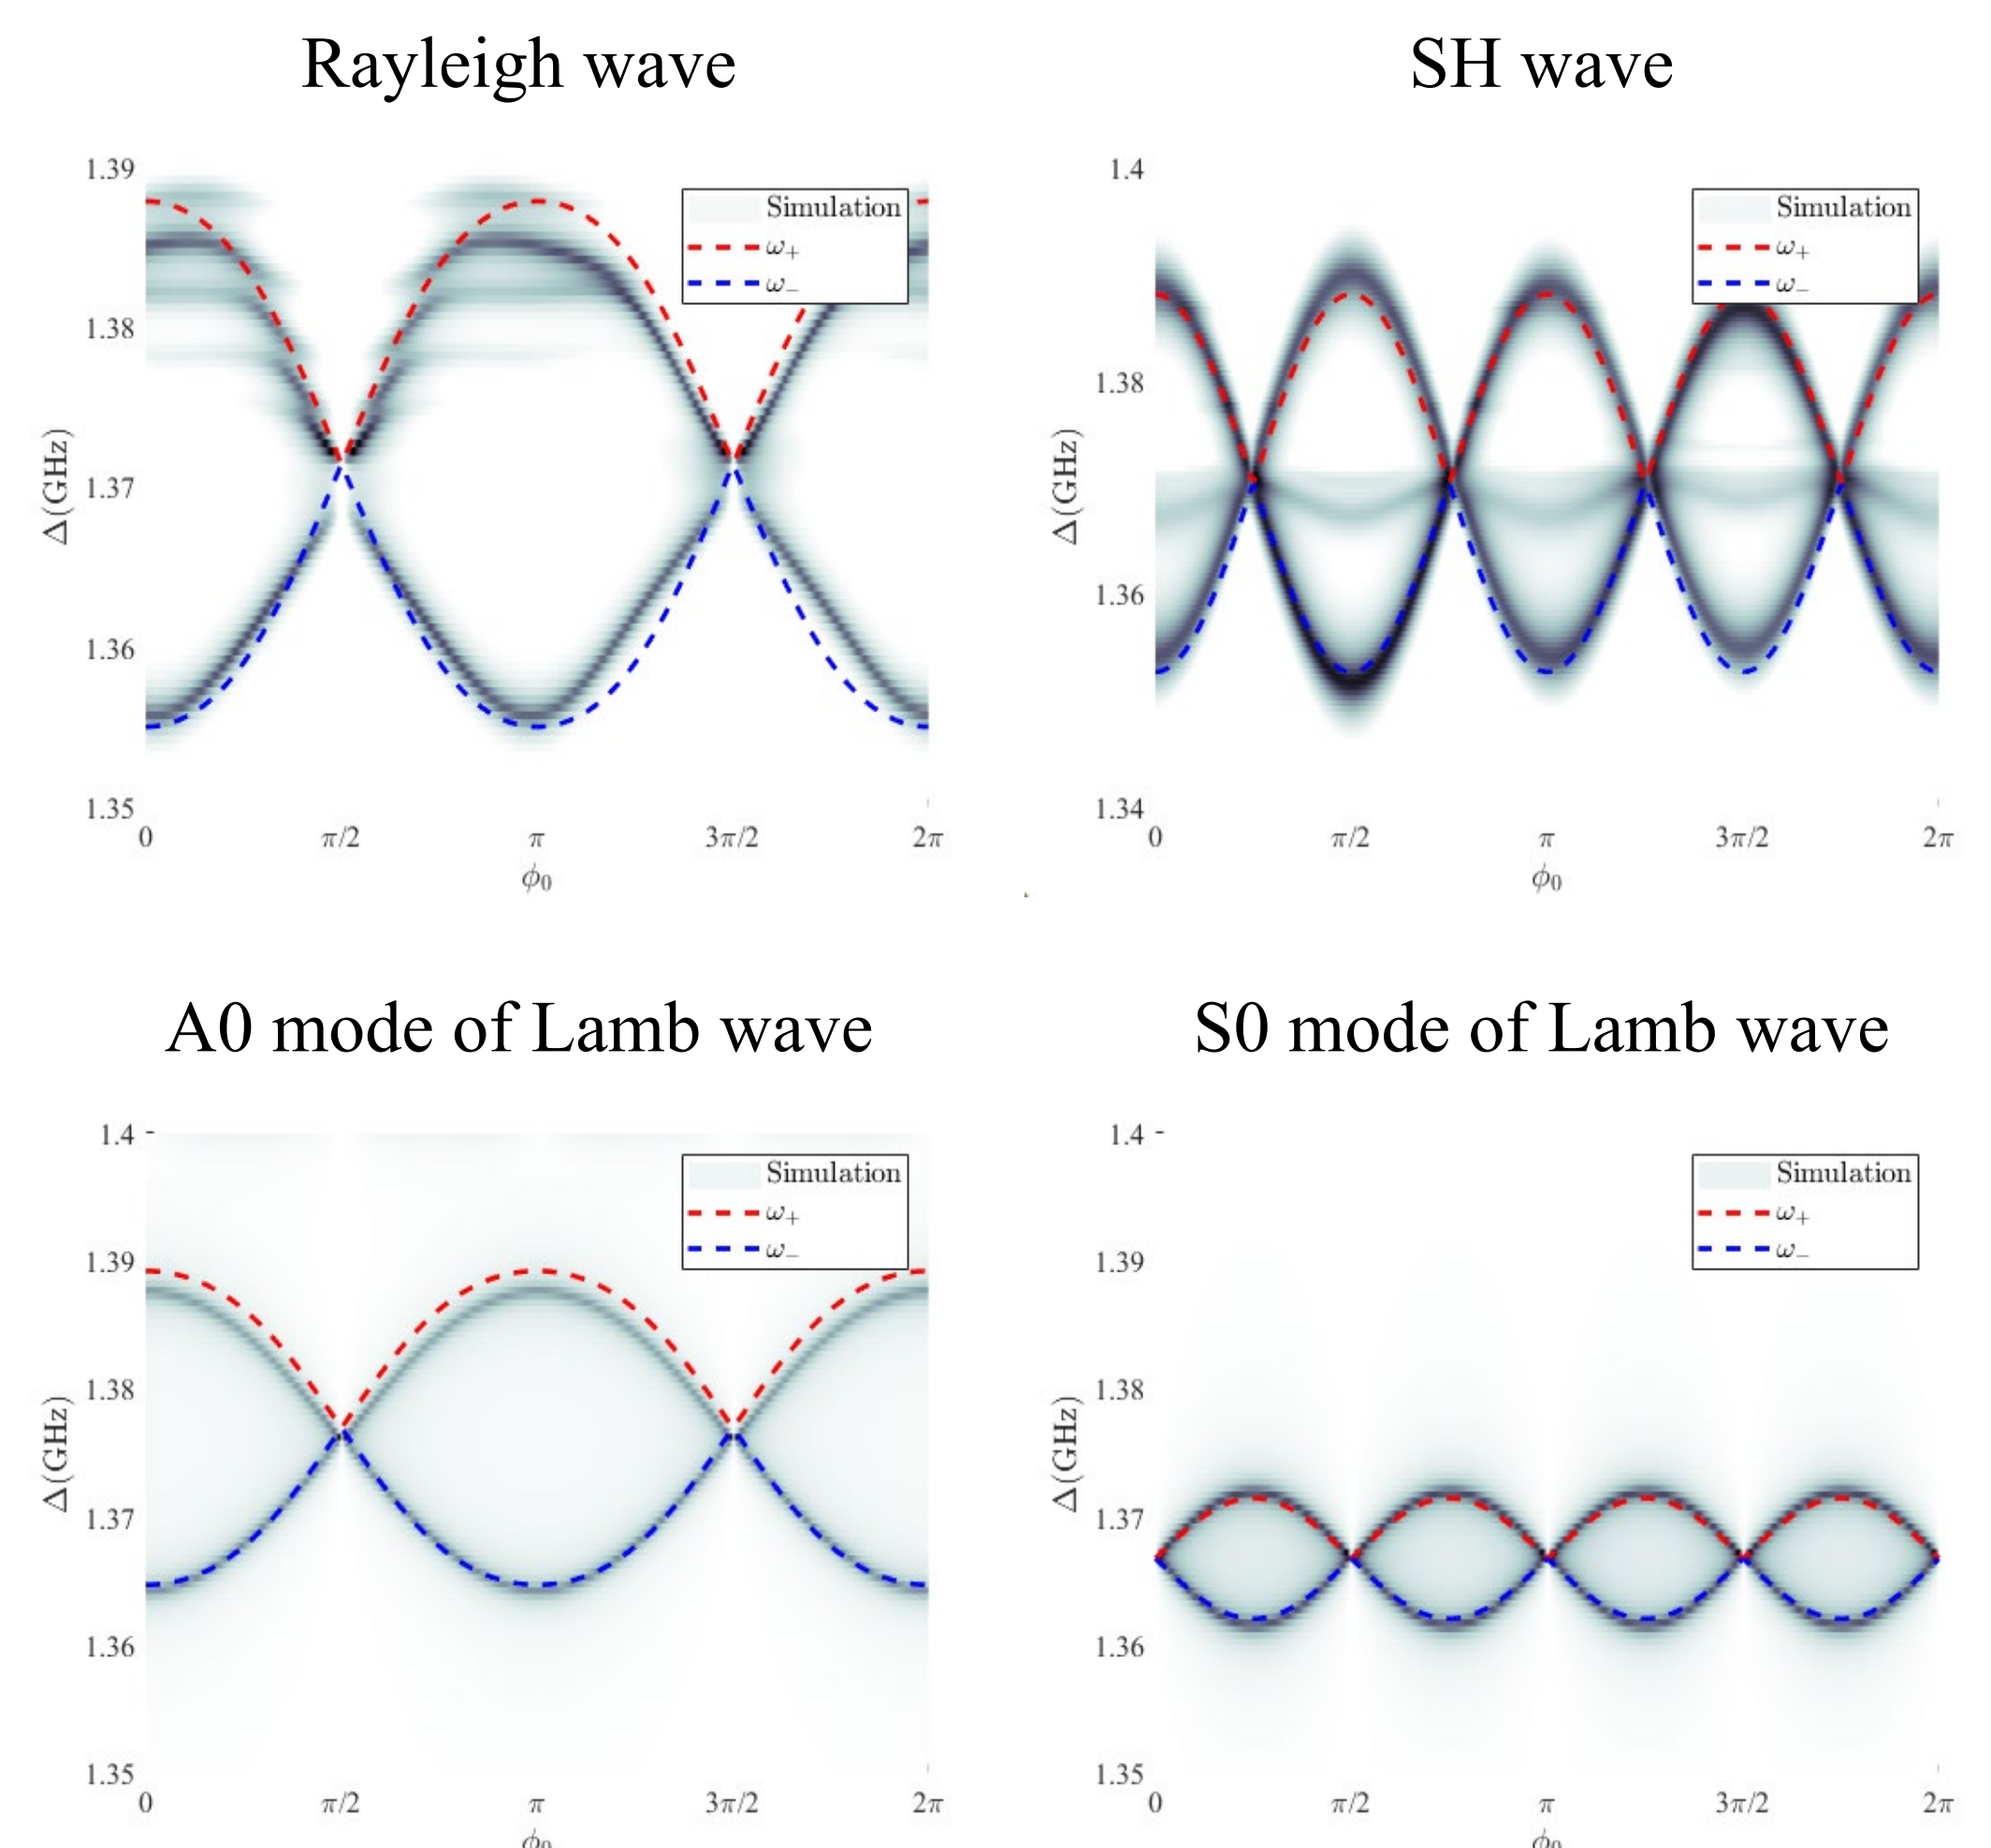 Rayleigh wave
1.39
1.38
1.37
1.36
1.35
Δ(GHz)
0 π/2 π 3π/2 2π
ϕ₀
Simulation
ω₊
ω₋
SH wave
1.4
1.38
1.36
1.34
Δ(GHz)
0 π/2 π 3π/2 2π
ϕ₀
Simulation
ω₊
ω₋
A0 mode of Lamb wave
1.4
1.39
1.38
1.37
1.36
1.35
Δ(GHz)
0 π/2 π 3π/2 2π
ϕ₀
Simulation
ω₊
ω₋
S0 mode of Lamb wave
1.4
1.39
1.38
1.37
1.36
1.35
Δ(GHz)
0 π/2 π 3π/2 2π
ϕ₀
Simulation
ω₊
ω₋